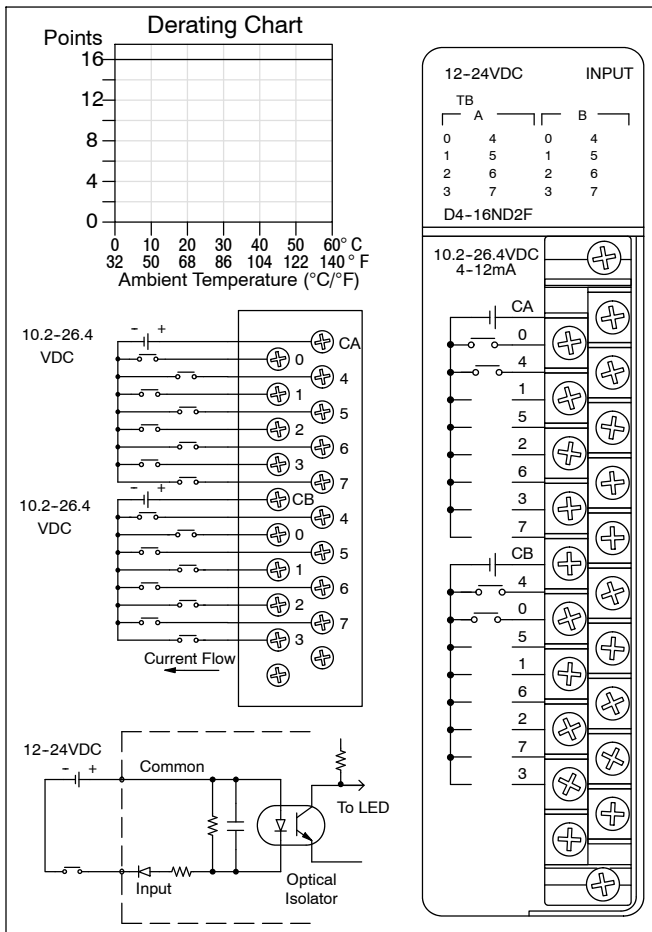 Derating Chart
Points
16
12
8
4
0
0 10 20 30 40 50 60°C
32 50 68 86 104 122 140°F
Ambient Temperature (°C/°F)
10.2-26.4
VDC
- +
CA
0
4
1
5
2
6
3
7
10.2-26.4
VDC
- +
CB
4
0
5
1
6
2
7
3
Current Flow
12-24VDC
- +
Common
Input
To LED
Optical
Isolator
12-24VDC INPUT
TB
A B
0 4 0 4
1 5 1 5
2 6 2 6
3 7 3 7
D4-16ND2F
10.2-26.4VDC
4-12mA
CA
0
4
1
5
2
6
3
7
CB
4
0
5
1
6
2
7
3